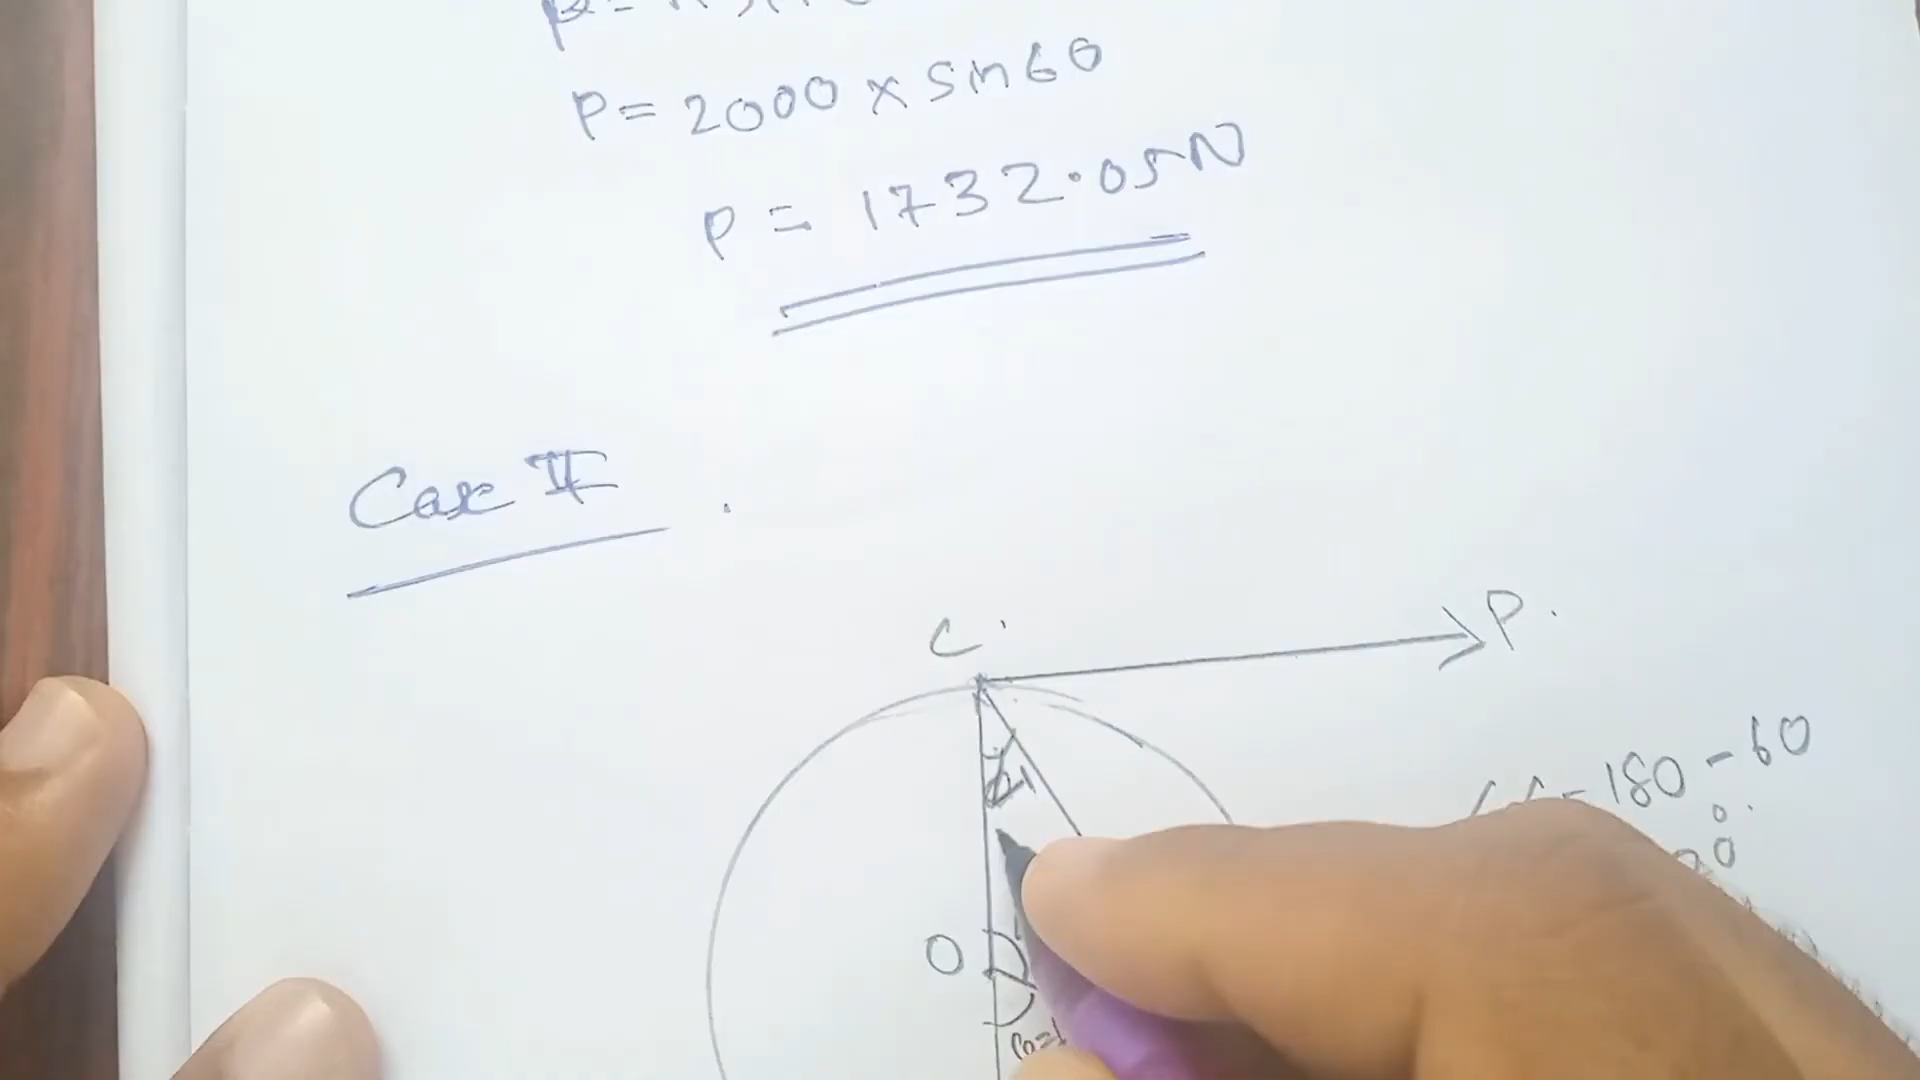 P = 2000 × sin 60
P = 1732.05N
Case II
C
P.
= 180 - 60
O